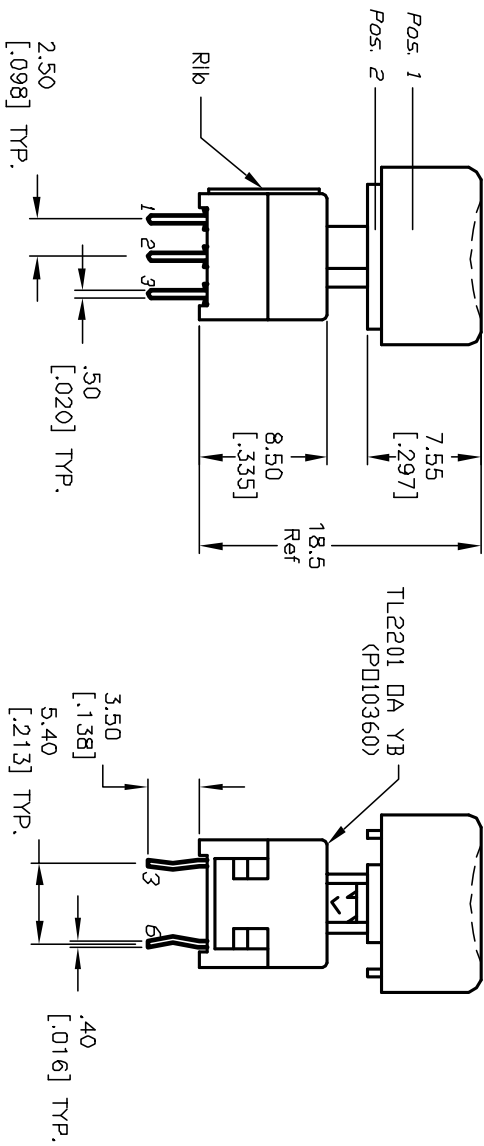 Pos. 1
Pos. 2
Rib
1
2
3
2.50
[.098] TYP.
.50
[.020] TYP.
7.55
[.297]
8.50
[.335]
18.5
Ref
TL2201 OA YB
(PO10360)
3
6
3.50
[.138]
5.40
[.213] TYP.
.40
[.016] TYP.